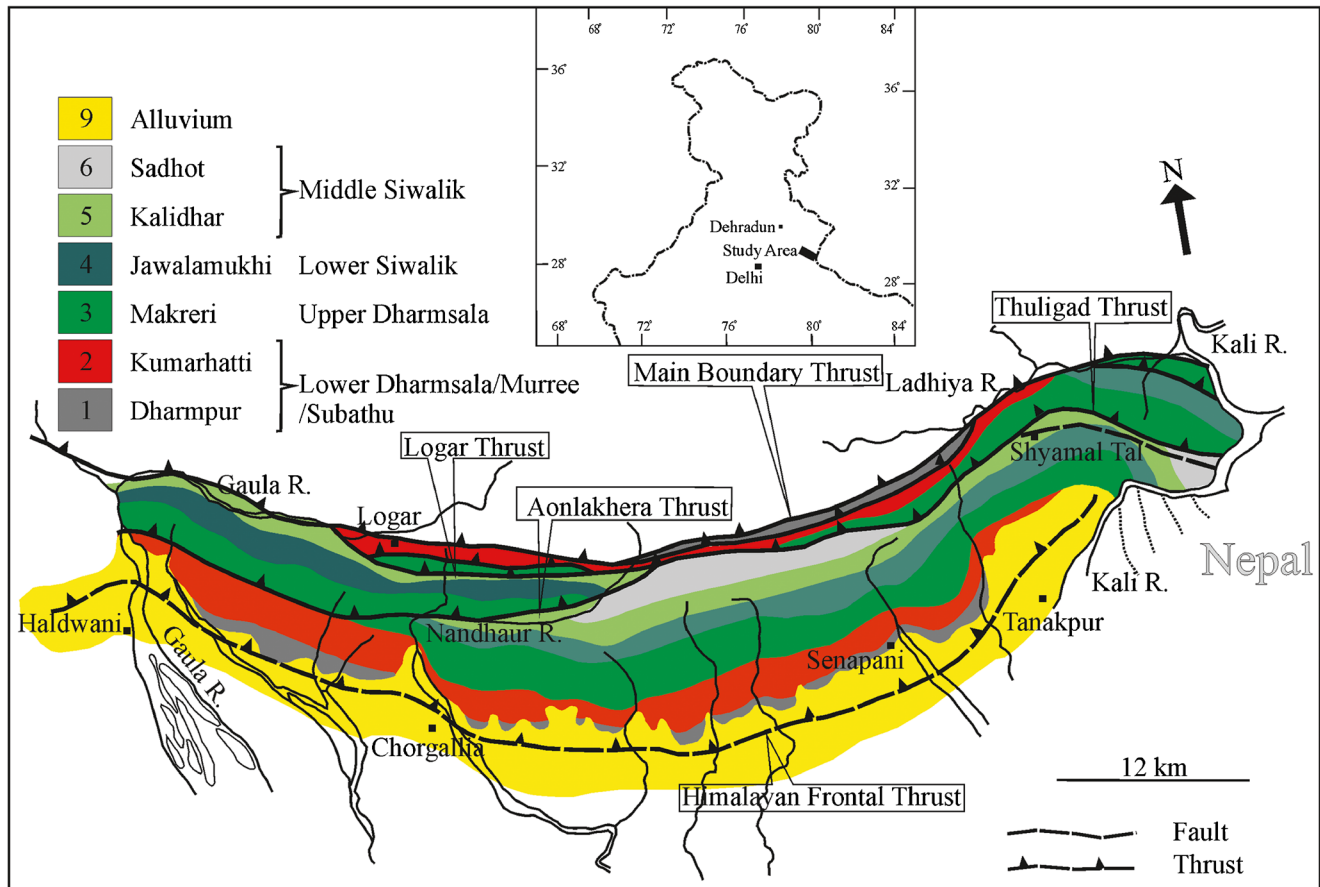 68°
72°
76°
80°
84°
36°
36°
32°
32°
28°
28°
Dehradun
Study Area
Delhi
68°
72°
76°
80°
84°
N
9 Alluvium
6 Sadhot
5 Kalidhar
Middle Siwalik
4 Jawalamukhi Lower Siwalik
3 Makreri Upper Dharmsala
2 Kumarhatti
1 Dharmpur
Lower Dharmsala/Murree
/Subathu
Thuligad Thrust
Main Boundary Thrust
Kali R.
Ladhiya R.
Logar Thrust
Shyamal Tal
Gaula R.
Aonlakhera Thrust
Logar
Nepal
Kali R.
Haldwani
Nandhaur R.
Tanakpur
Gaula R.
Senapani
Chorgallia
12 km
Himalayan Frontal Thrust
Fault
Thrust